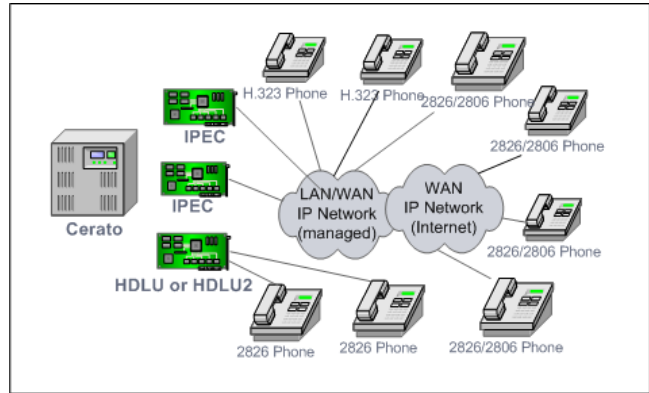 H.323 Phone
H.323 Phone
2826/2806 Phone
IPEC
2826/2806 Phone
IPEC
LAN/WAN
IP Network
(managed)
WAN
IP Network
(Internet)
Cerato
2826/2806 Phone
HDLU or HDLU2
2826 Phone
2826 Phone
2826/2806 Phone